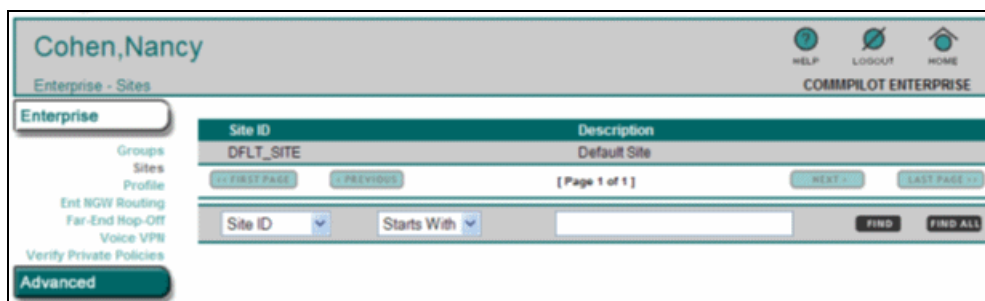 Cohen,Nancy
HELP LOGOUT HOME
Enterprise - Sites
COMMPILOT ENTERPRISE
Enterprise
Groups
Sites
Profile
Ent NGW Routing
Far-End Hop-Off
Voice VPN
Verify Private Policies
Advanced
Site ID Description
DFLT_SITE Default Site
<< FIRST PAGE < PREVIOUS [ Page 1 of 1 ] NEXT > LAST PAGE >>
Site ID Starts With FIND FIND ALL